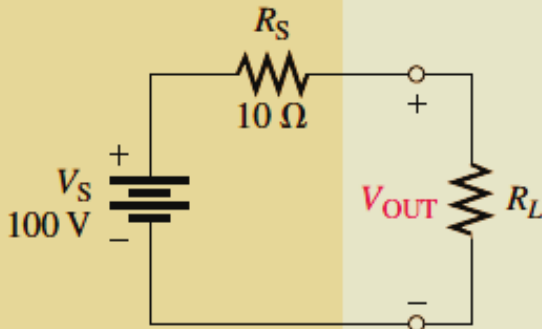 R_S
10 Ω
+
+
V_S
100 V
−
V_OUT
R_L
−